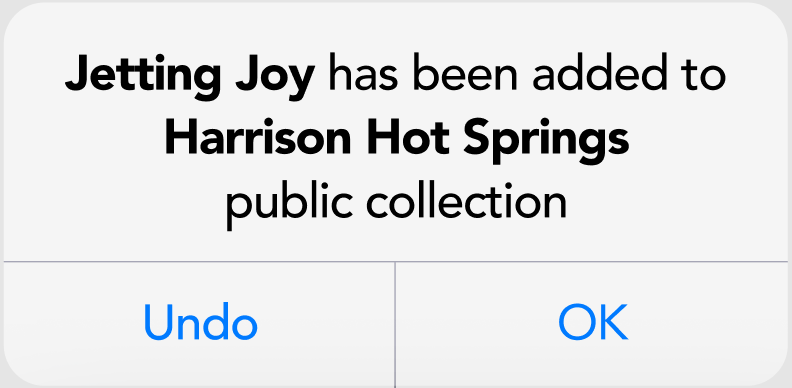 Jetting Joy has been added to
Harrison Hot Springs
public collection
Undo
OK